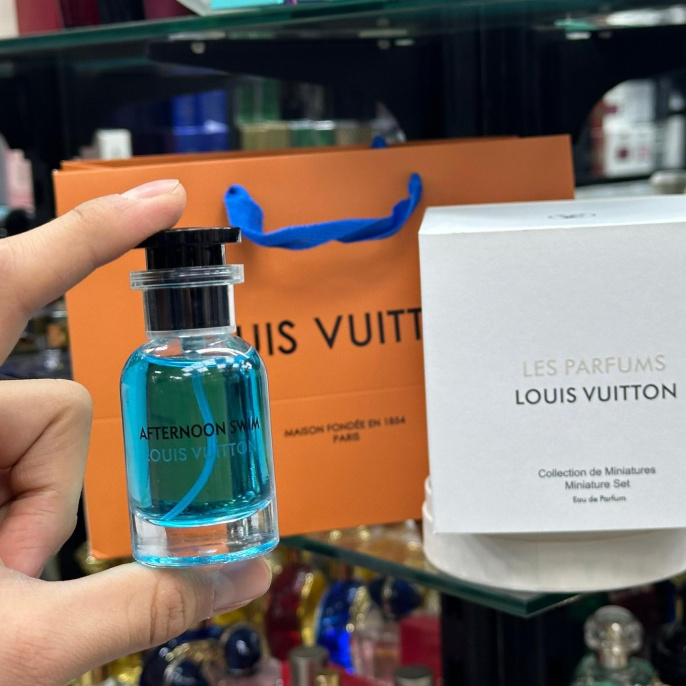 UIS VUITT
MAISON FONDÉE EN 1854
PARIS
AFTERNOON SWIM
LOUIS VUITTON
LES PARFUMS
LOUIS VUITTON
Collection de Miniatures
Miniature Set
Eau de Parfum